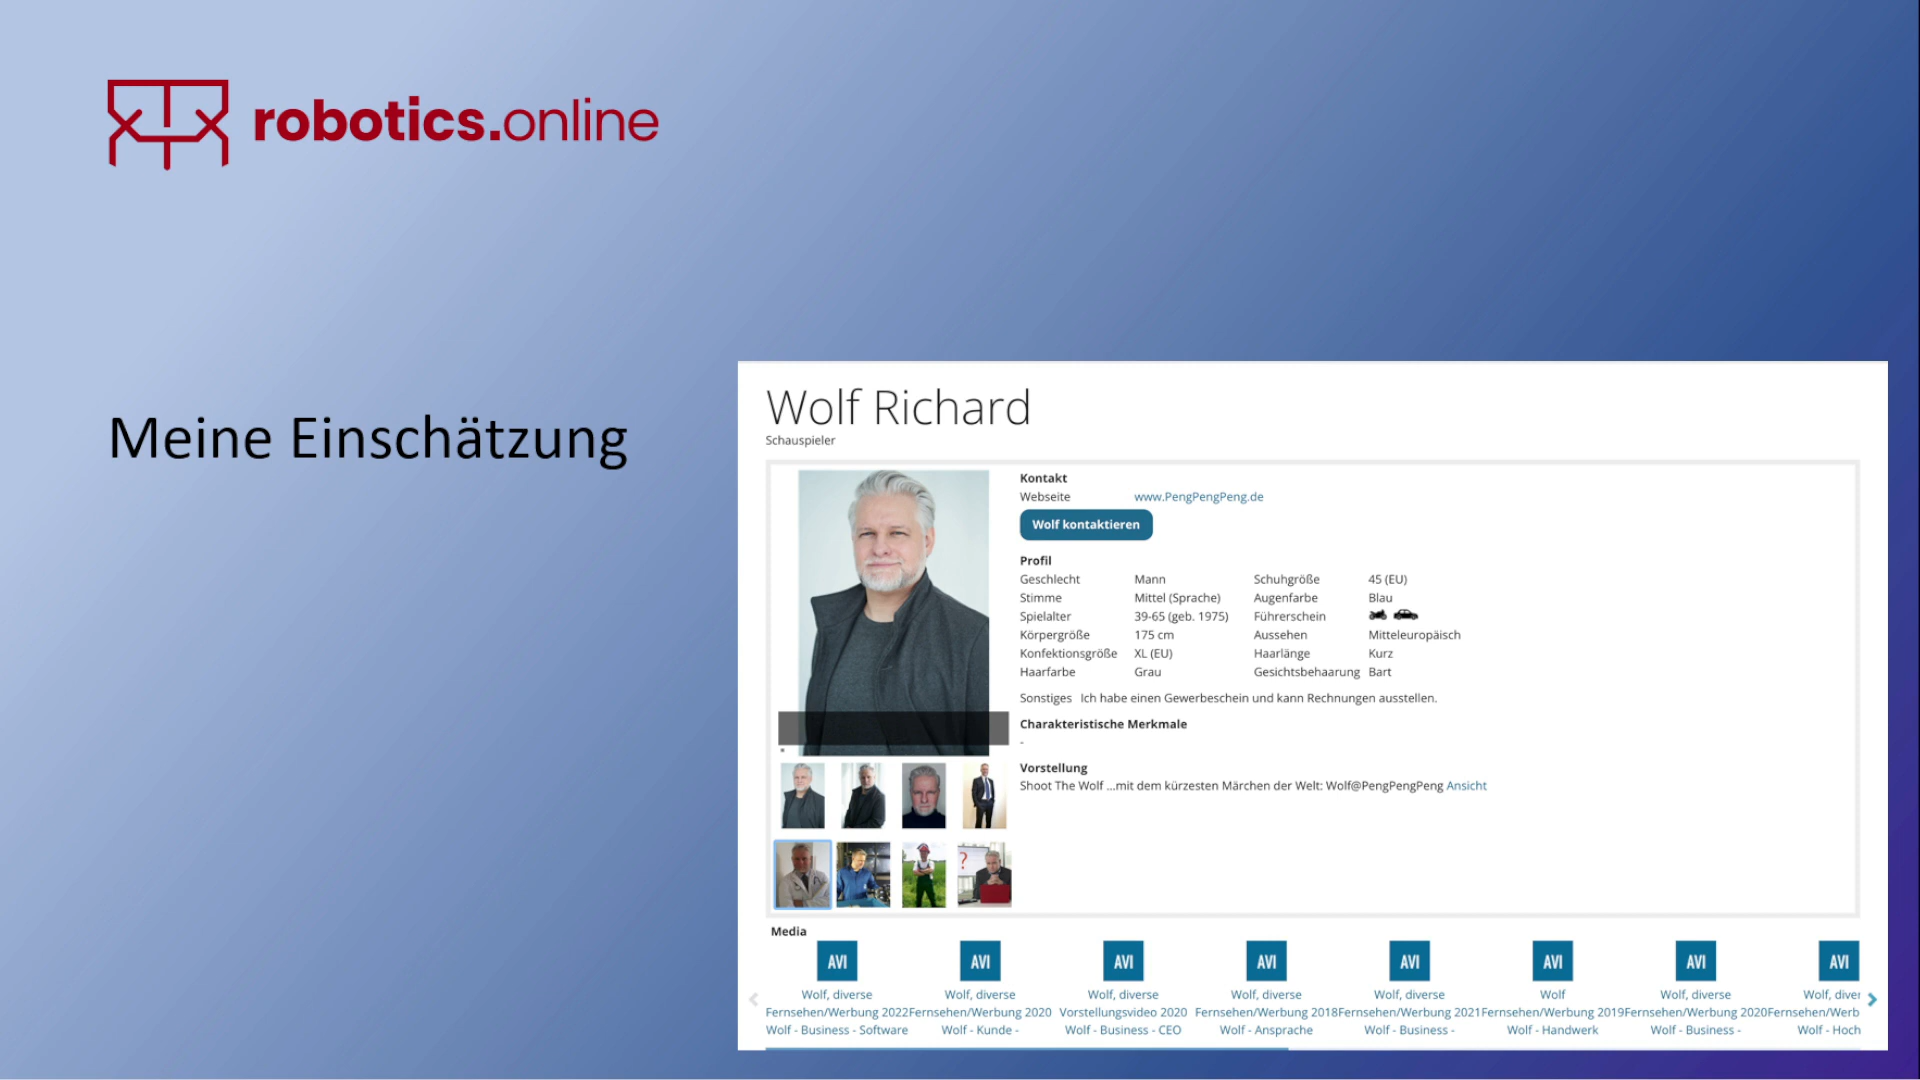 robotics.online
Meine Einschätzung
Wolf Richard
Schauspieler
Kontakt
Webseite www.PengPengPeng.de
Wolf kontaktieren
Profil
Geschlecht Mann Schuhgröße 45 (EU)
Stimme Mittel (Sprache) Augenfarbe Blau
Spielalter 39-65 (geb. 1975) Führerschein
Körpergröße 175 cm Aussehen Mitteleuropäisch
Konfektionsgröße XL (EU) Haarlänge Kurz
Haarfarbe Grau Gesichtsbehaarung Bart
Sonstiges Ich habe einen Gewerbeschein und kann Rechnungen ausstellen.
Charakteristische Merkmale
-
Vorstellung
Shoot The Wolf ...mit dem kürzesten Märchen der Welt: Wolf@PengPengPeng Ansicht
?
Media
AVI AVI AVI AVI AVI AVI AVI AVI
Wolf, diverse Wolf, diverse Wolf, diverse Wolf, diverse Wolf, diverse Wolf Wolf, diverse Wolf, diver
Fernsehen/Werbung 2022 Fernsehen/Werbung 2020 Vorstellungsvideo 2020 Fernsehen/Werbung 2018 Fernsehen/Werbung 2021 Fernsehen/Werbung 2019 Fernsehen/Werbung 2020 Fernsehen/Werb
Wolf - Business - Software Wolf - Kunde - Wolf - Business - CEO Wolf - Ansprache Wolf - Business - Wolf - Handwerk Wolf - Business - Wolf - Hoch